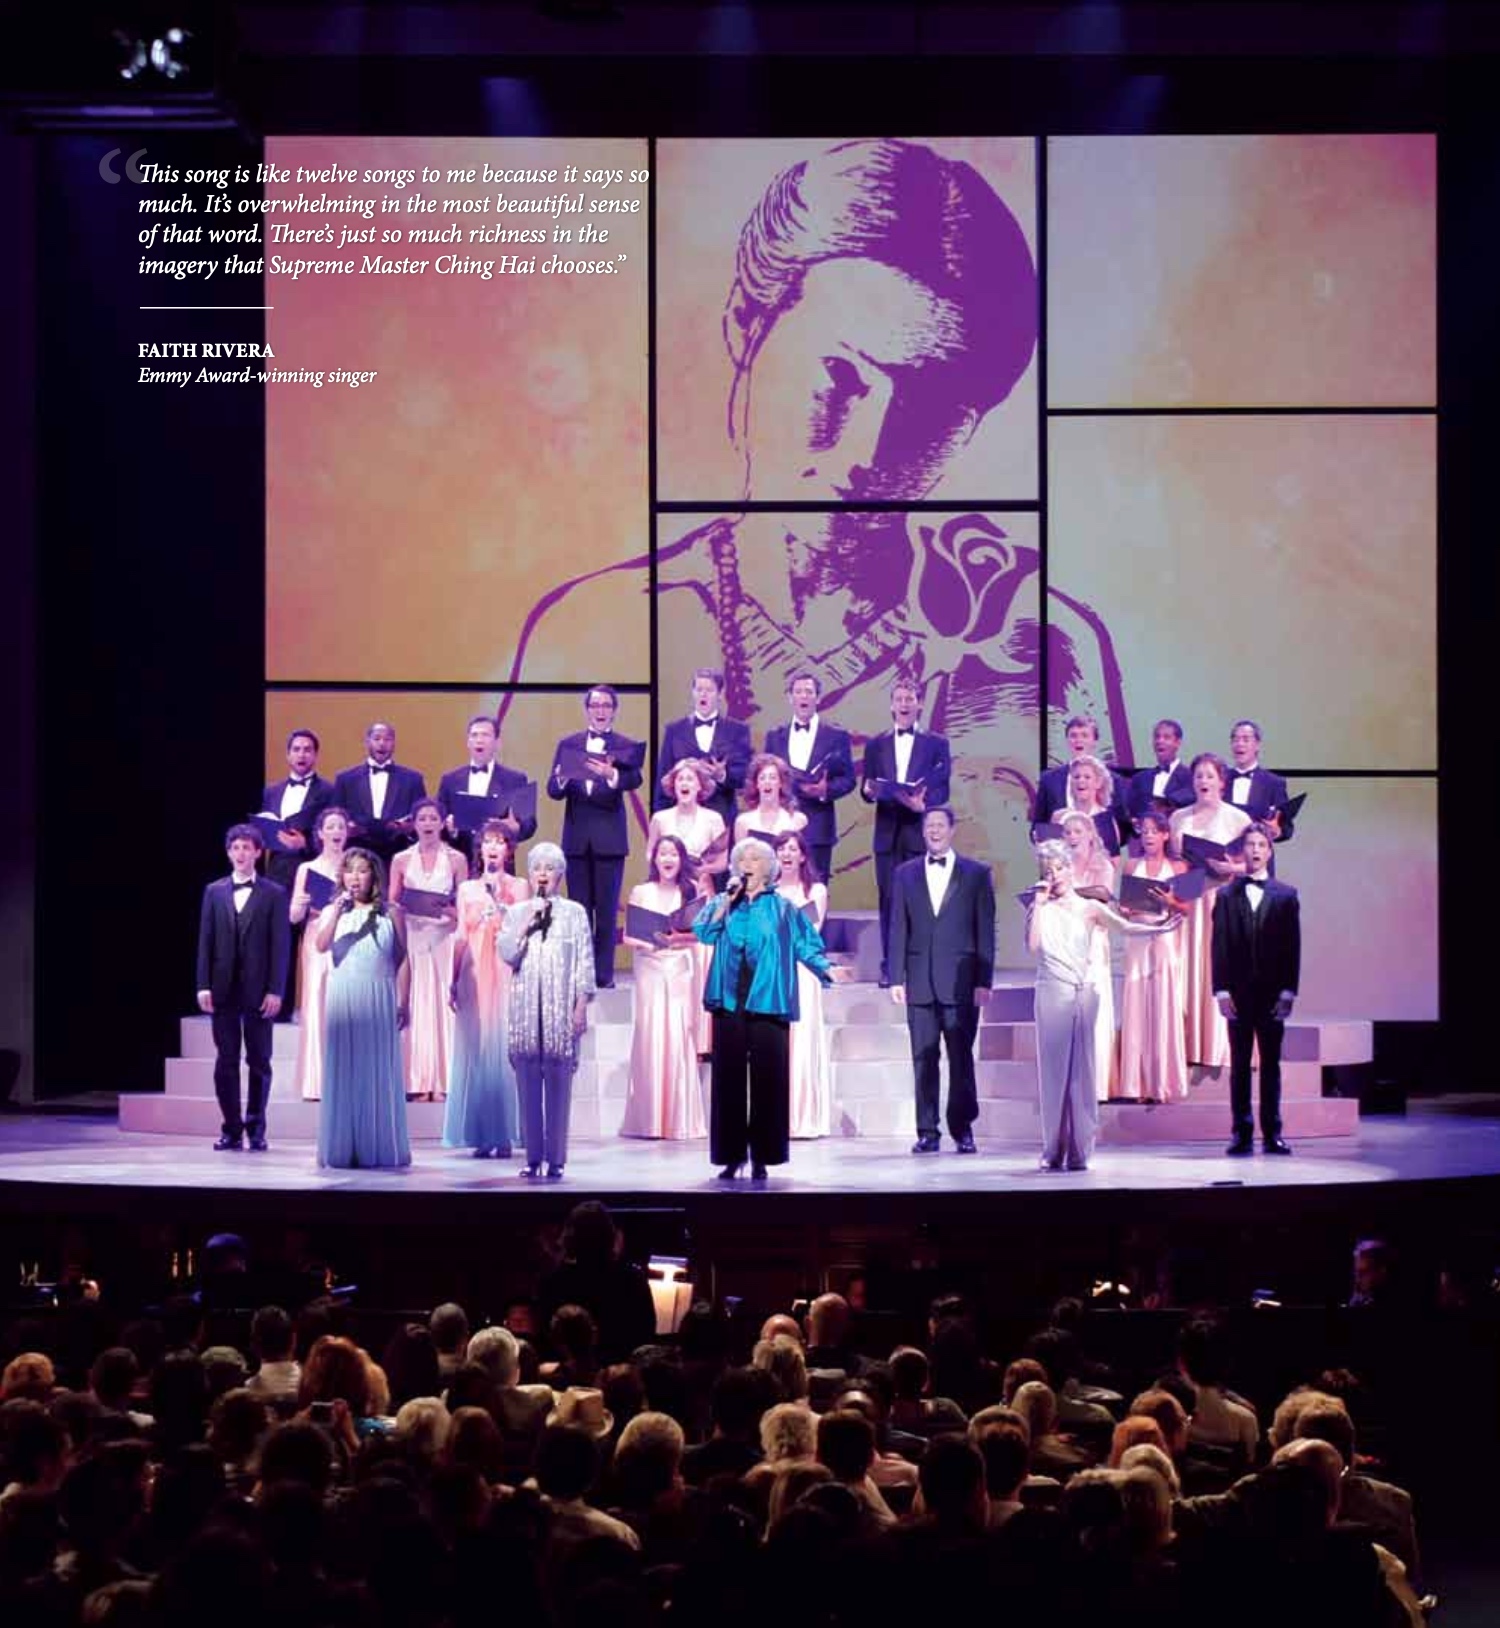 “This song is like twelve songs to me because it says so
much. It’s overwhelming in the most beautiful sense
of that word. There’s just so much richness in the
imagery that Supreme Master Ching Hai chooses.”
FAITH RIVERA
Emmy Award-winning singer